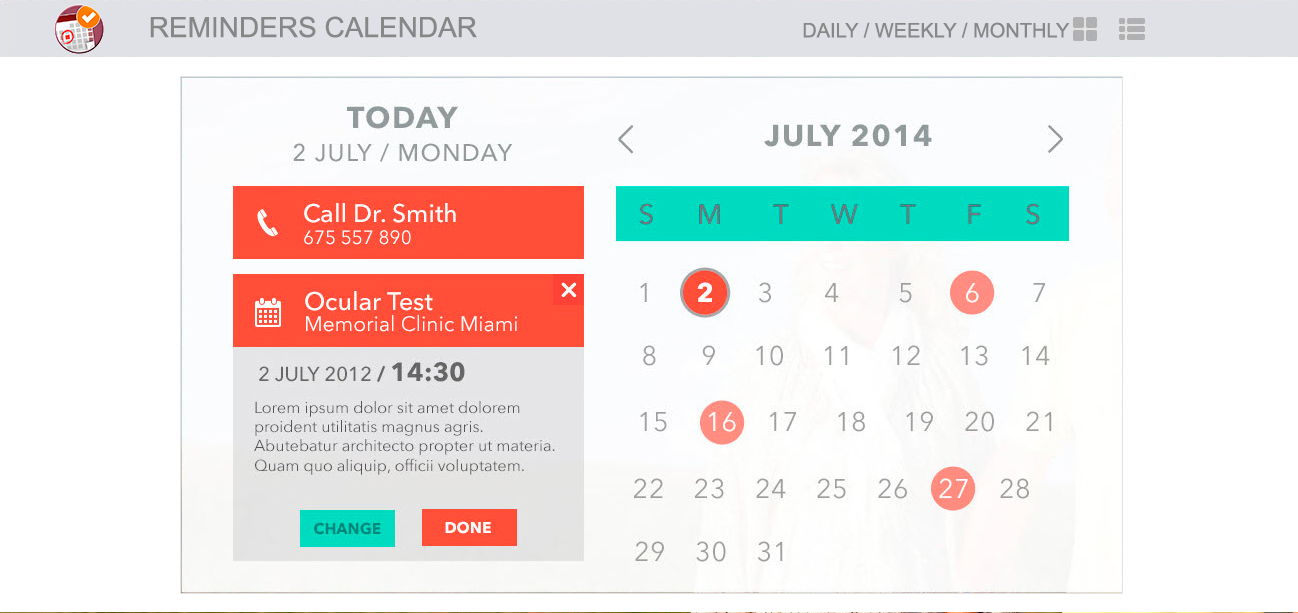 REMINDERS CALENDAR
DAILY / WEEKLY / MONTHLY
TODAY
2 JULY / MONDAY
Call Dr. Smith
675 557 890
Ocular Test
Memorial Clinic Miami
2 JULY 2012 / 14:30
Lorem ipsum dolor sit amet dolorem
proident utilitatis magnus agris.
Abutebatur architecto propter ut materia.
Quam quo aliquip, officii voluptatem.
CHANGE DONE
JULY 2014
S M T W T F S
1 2 3 4 5 6 7
8 9 10 11 12 13 14
15 16 17 18 19 20 21
22 23 24 25 26 27 28
29 30 31